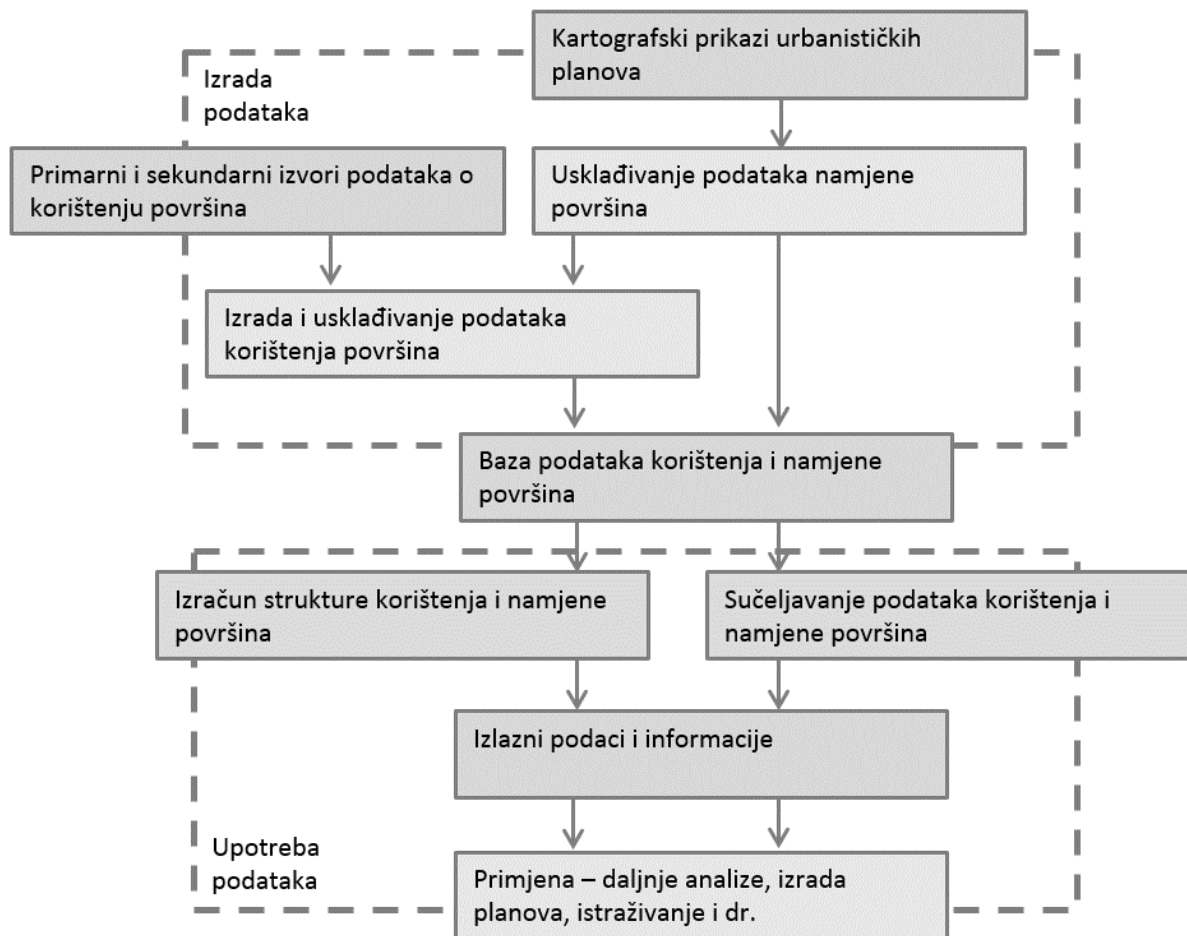 Kartografski prikazi urbanističkih
planova
Izrada
podataka
Primarni i sekundarni izvori podataka o
korištenju površina
Usklađivanje podataka namjene
površina
Izrada i usklađivanje podataka
korištenja površina
Baza podataka korištenja i namjene
površina
Izračun strukture korištenja i namjene
površina
Sučeljavanje podataka korištenja i
namjene površina
Izlazni podaci i informacije
Upotreba
podataka
Primjena – daljnje analize, izrada
planova, istraživanje i dr.